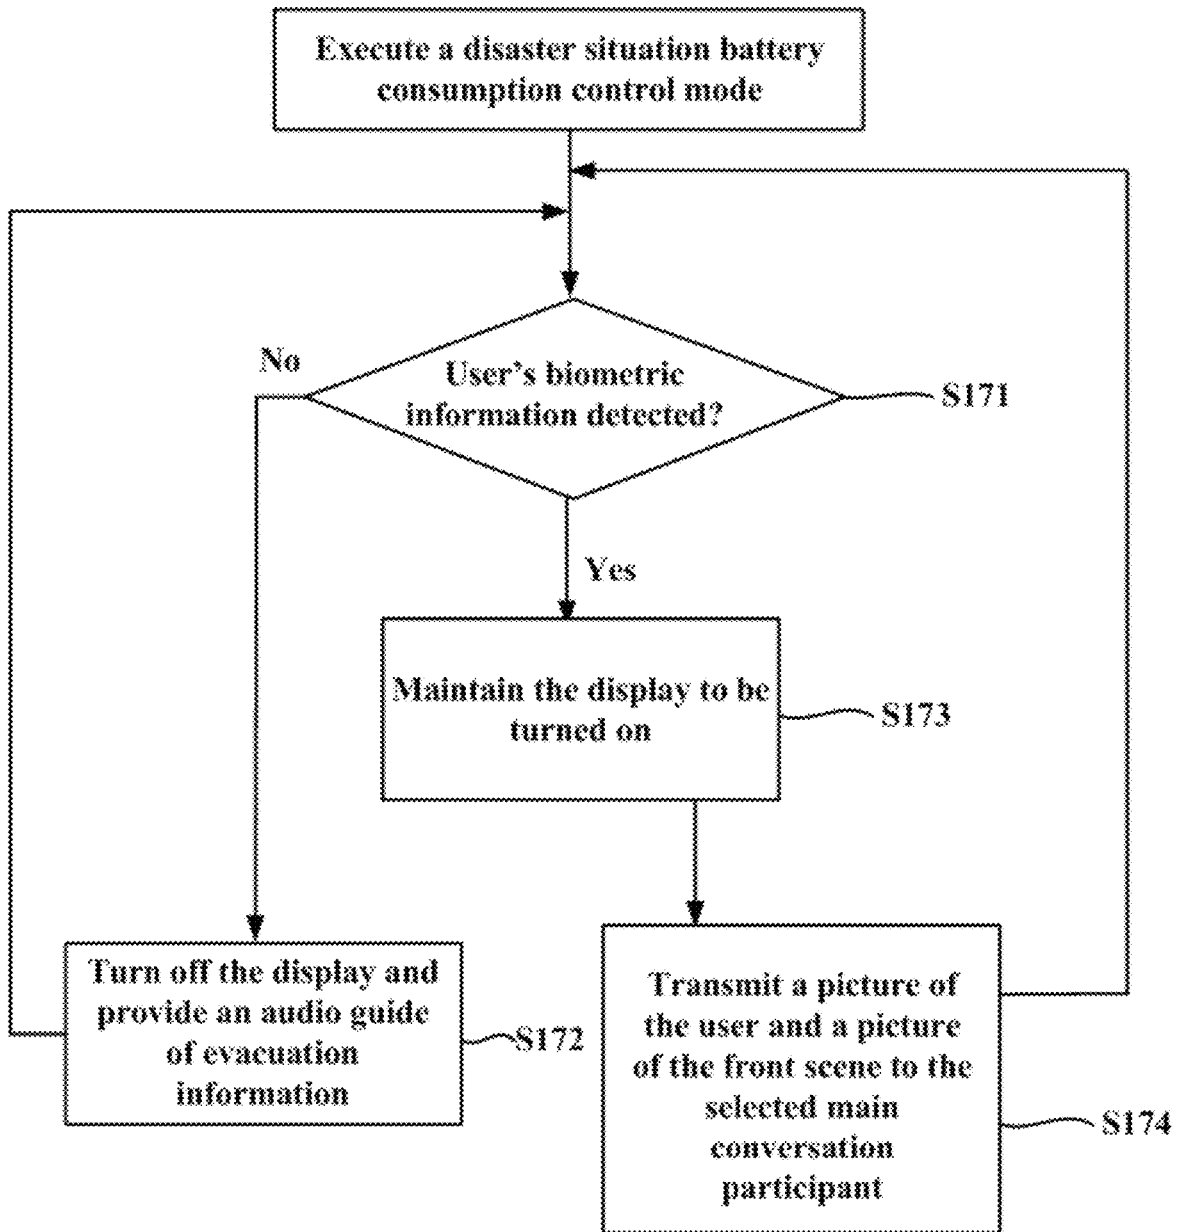 Execute a disaster situation battery
consumption control mode
No
User's biometric
information detected?
S171
Yes
Maintain the display to be
turned on
S173
Turn off the display and
provide an audio guide
of evacuation
information
S172
Transmit a picture of
the user and a picture
of the front scene to the
selected main
conversation
participant
S174